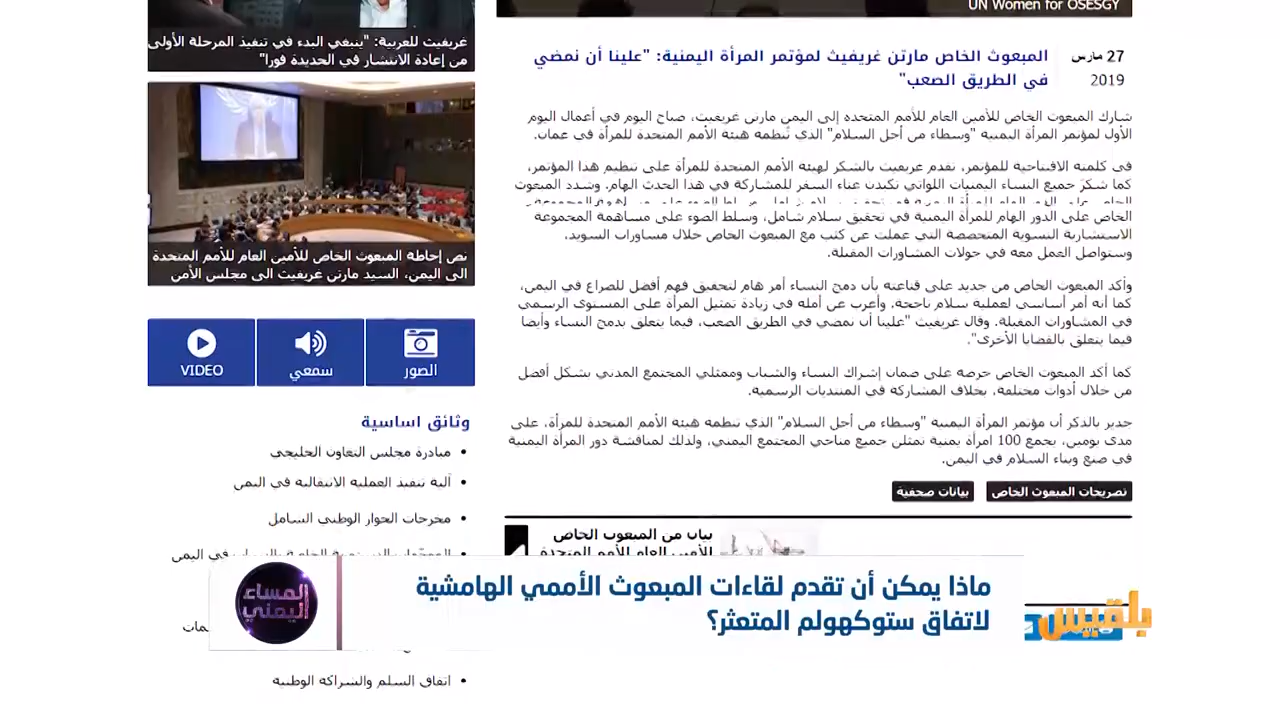 UN Women for OSESGY
27 مارس
2019
المبعوث الخاص مارتن غريفيث لمؤتمر المرأة اليمنية: "علينا أن نمضي
في الطريق الصعب"
شارك المبعوث الخاص للأمين العام للأمم المتحدة إلى اليمن مارتن غريفيث، صباح اليوم في أعمال اليوم
الأول لمؤتمر المرأة اليمنية "وسطاء من أجل السلام" الذي تُنظمه هيئة الأمم المتحدة للمرأة في عمان.
في كلمته الافتتاحية للمؤتمر، تقدم غريفيث بالشكر لهيئة الأمم المتحدة للمرأة على تنظيم هذا المؤتمر،
كما شكرَ جميع النساء اليمنيات اللواتي تكبدن عناء السفر للمشاركة في هذا الحدث الهام. وشدد المبعوث
الخاص على الدور الهام للمرأة اليمنية في تحقيق سلام شامل، وسلط الضوء على مساهمة المجموعة
الاستشارية النسوية المتخصصة التي عملت عن كثب مع المبعوث الخاص خلال مشاورات السويد.
وستواصل العمل معه في جولات المشاورات المقبلة.
وأكد المبعوث الخاص من جديد على قناعته بأن دمج النساء أمر هام لتحقيق فهم أفضل للصراع في اليمن،
كما أنه أمر أساسي لعملية سلام ناجحة. وأعرب عن أمله في زيادة تمثيل المرأة على المستوى الرسمي
في المشاورات المقبلة. وقال غريفيث "علينا أن نمضي في الطريق الصعب، فيما يتعلق بدمج النساء وأيضا
فيما يتعلق بالقضايا الأخرى".
كما أكد المبعوث الخاص حرصه على ضمان إشراك النساء والشباب وممثلي المجتمع المدني بشكل أفضل
من خلال أدوات مختلفة، بخلاف المشاركة في المنتديات الرسمية.
جدير بالذكر أن مؤتمر المرأة اليمنية "وسطاء من أجل السلام" الذي تنظمه هيئة الأمم المتحدة للمرأة، على
مدى يومين، يجمع 100 امرأة يمنية تمثلن جميع مناحي المجتمع اليمني، وذلك لمناقشة دور المرأة اليمنية
في صنع وبناء السلام في اليمن.
تصريحات المبعوث الخاص
بيانات صحفية
بيان من المبعوث الخاص
للأمين العام للأمم المتحدة
غريفيث للعربية: "ينبغي البدء في تنفيذ المرحلة الأولى
من إعادة الانتشار في الحديدة فورا"
نص إحاطة المبعوث الخاص للأمين العام للأمم المتحدة
الى اليمن، السيد مارتن غريفيث الى مجلس الأمن
الصور
سمعي
VIDEO
وثائق اساسية
مبادرة مجلس التعاون الخليجي
آلية تنفيذ العملية الانتقالية في اليمن
مخرجات الحوار الوطني الشامل
في اليمن
اتفاق السلم والشراكة الوطنية
ماذا يمكن أن تقدم لقاءات المبعوث الأممي الهامشية
لاتفاق ستوكهولم المتعثر؟
المساء
اليمني
بلقيس